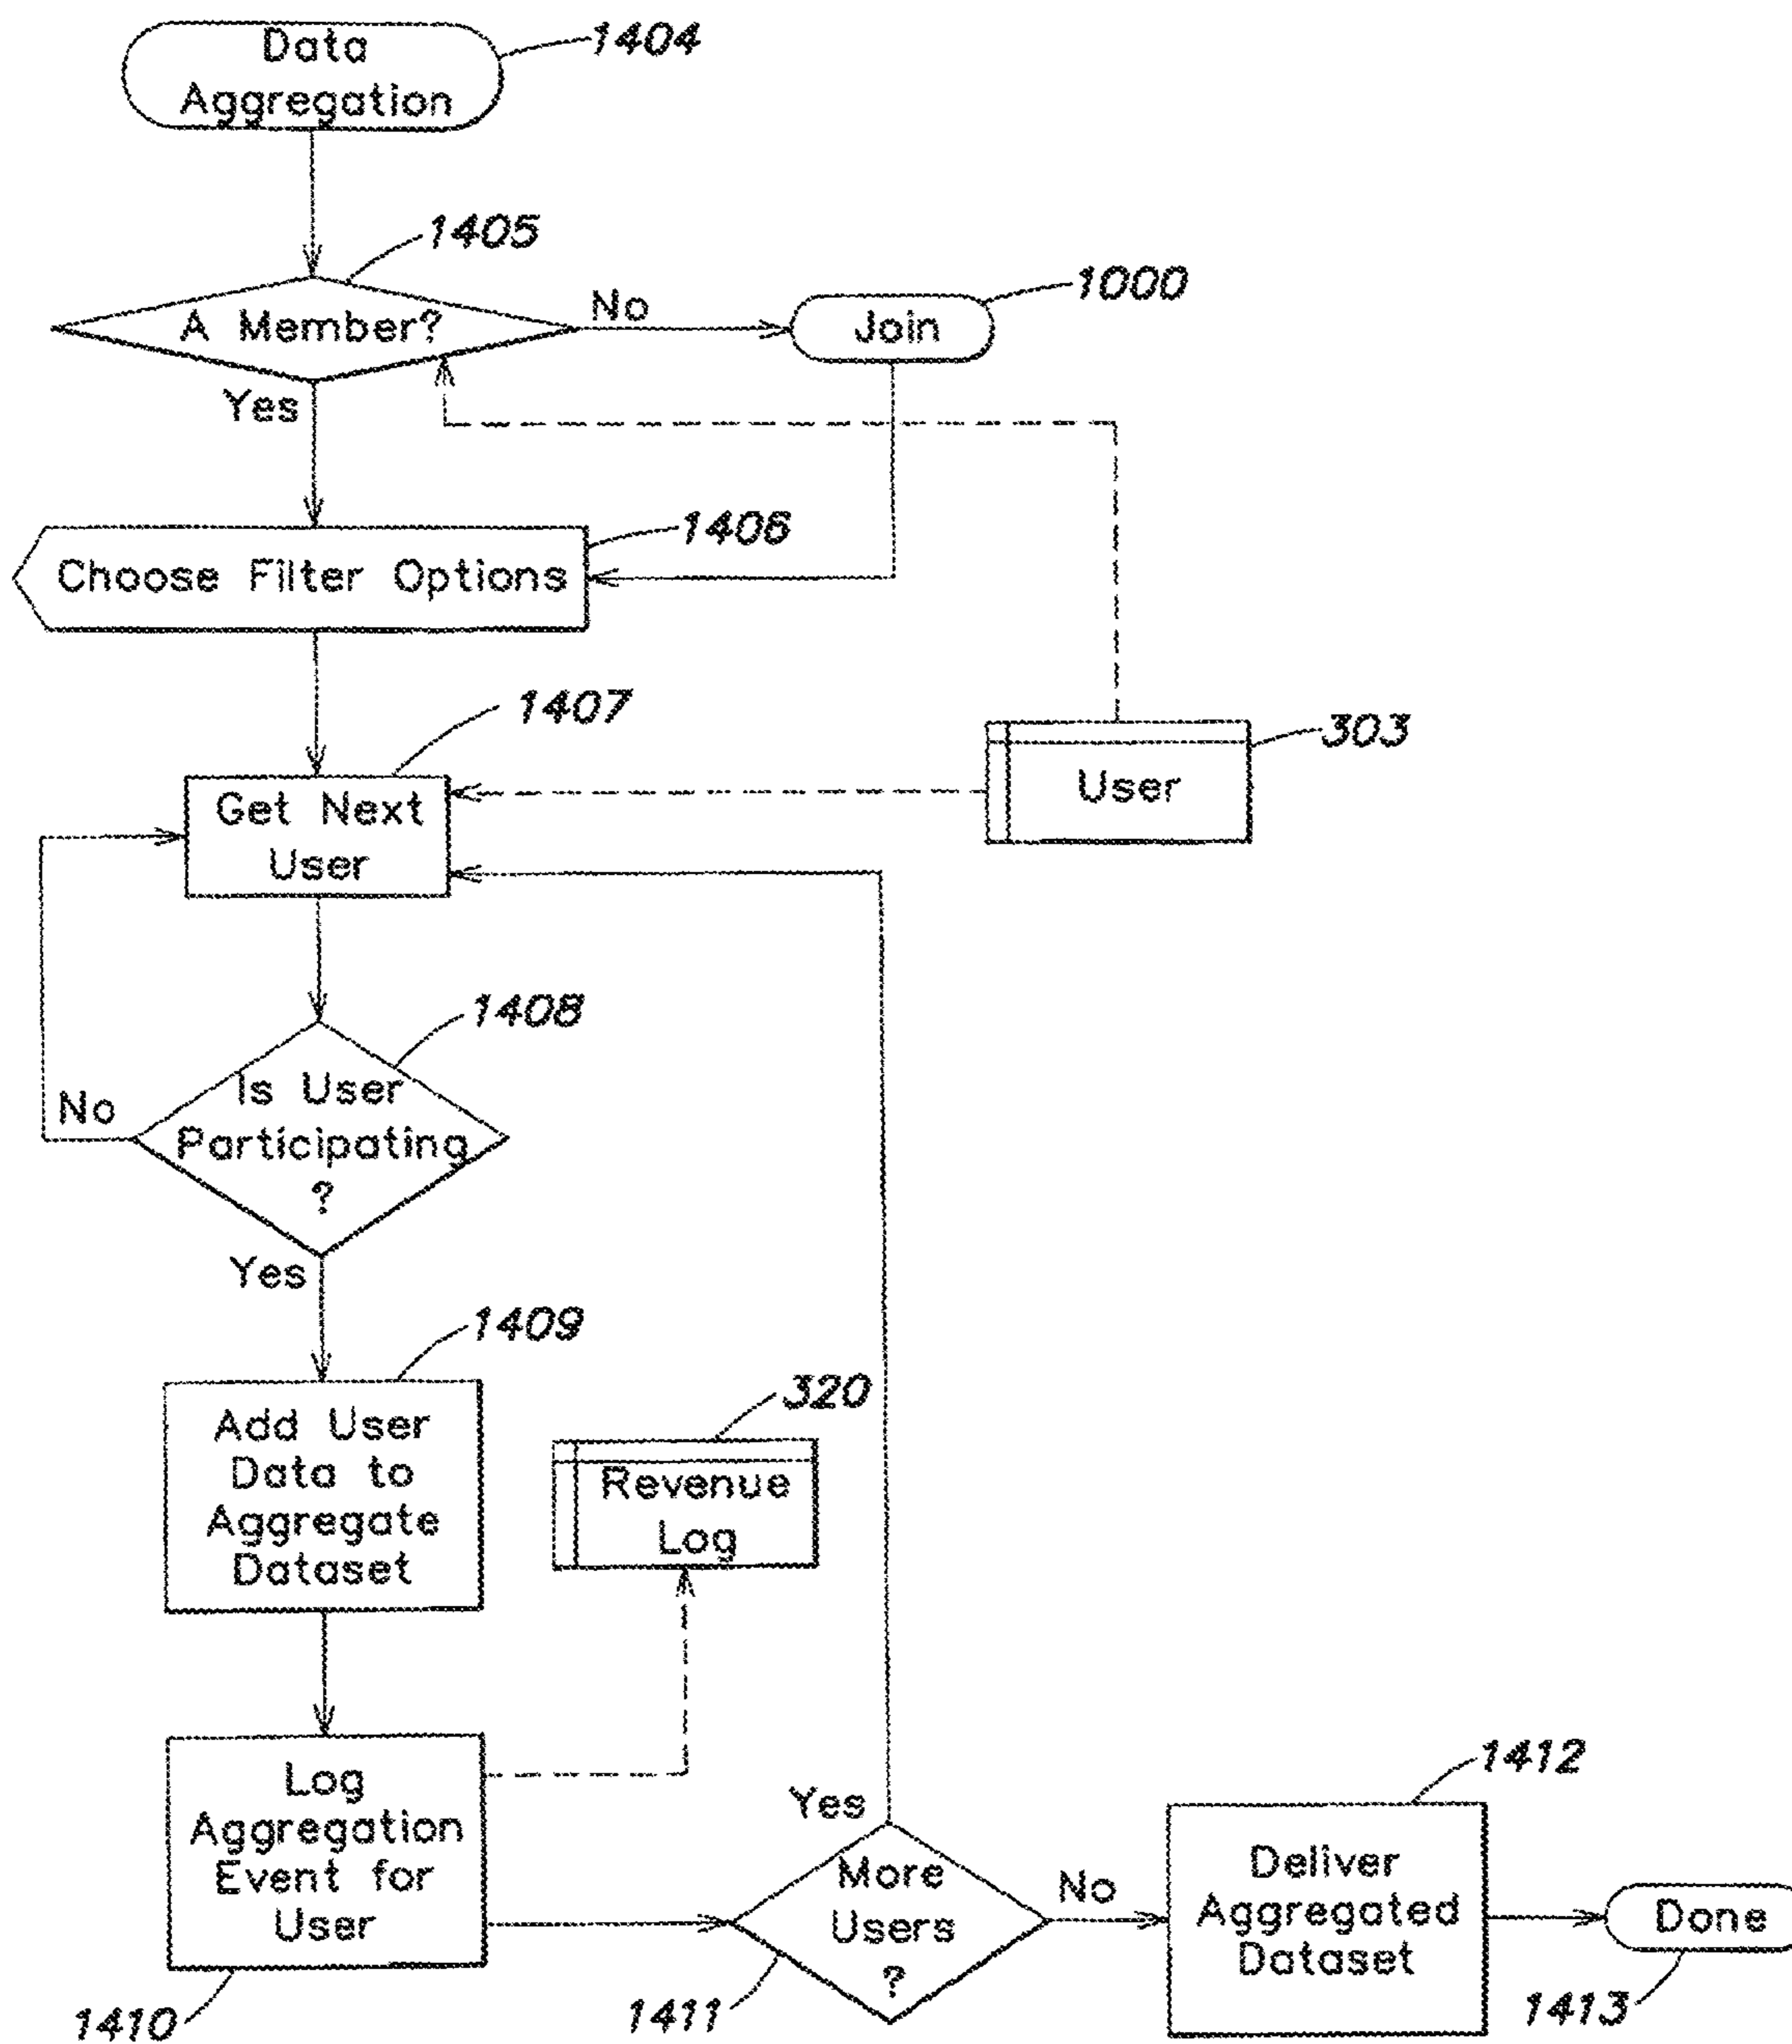 Data
Aggregation
1404
1405
A Member?
No
Join
1000
Yes
Choose Filter Options
1406
1407
Get Next
User
User
303
1408
Is User
Participating
?
No
Yes
1409
Add User
Data to
Aggregate
Dataset
320
Revenue
Log
Log
Aggregation
Event for
User
1410
Yes
More
Users
?
1411
No
1412
Deliver
Aggregated
Dataset
Done
1413